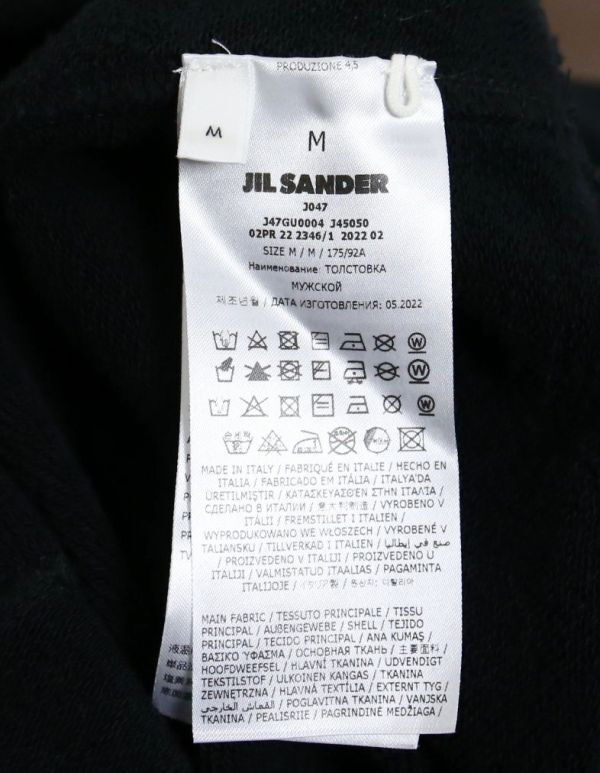 PRODUZIONE 4,5
M
M
JIL SANDER
J047
J47GU0004 J45050
02PR 22 2346/1 2022 02
SIZE M / M / 175/92A
Наименование: ТОЛСТОВКА
МУЖСКОЙ
제조년월 / ДАТА ИЗГОТОВЛЕНИЯ: 05.2022
MADE IN ITALY / FABRIQUÉ EN ITALIE / HECHO EN
ITALIA / FABRICADO EM ITÁLIA / ITALYA'DA
ÜRETILMIŞTIR / ΚΑΤΑΣΚΕΥΑΣΘΕΝ ΣΤΗΝ ΙΤΑΛΊΑ /
СДЕЛАНО В ИТАЛИИ / 意大利制造 / VYROBENO V
ITÁLII / FREMSTILLET I ITALIEN /
WYPRODUKOWANO WE WŁOSZECH / VYROBENÉ V
TALIANSKU / TILLVERKAD I ITALIEN / صنع في إيطاليا
/ PROIZVEDENO V ITALIJI / PROIZVEDENO U
ITALIJI / VALMISTATUD ITAALIAS / PAGAMINTA
ITALIJOJE / イタリア製 / 원산지: 이탈리아
MAIN FABRIC / TESSUTO PRINCIPALE / TISSU
PRINCIPAL / AUßENGEWEBE / SHELL / TEJIDO
PRINCIPAL / TECIDO PRINCIPAL / ANA KUMAŞ /
ΒΑΣΙΚΌ ΎΦΑΣΜΑ / ОСНОВНАЯ ТКАНЬ / 主要面料 /
HOOFDWEEFSEL / HLAVNÍ TKANINA / UDVENDIGT
TEKSTILSTOF / ULKOINEN KANGAS / TKANINA
ZEWNĘTRZNA / HLAVNÁ TEXTÍLIA / EXTERNT TYG /
TKANINA / POGLAVITNA TKANINA / VANJSKA / القماش الخارجي
TKANINA / PEALISRIIE / PAGRINDINĖ MEDŽIAGA /